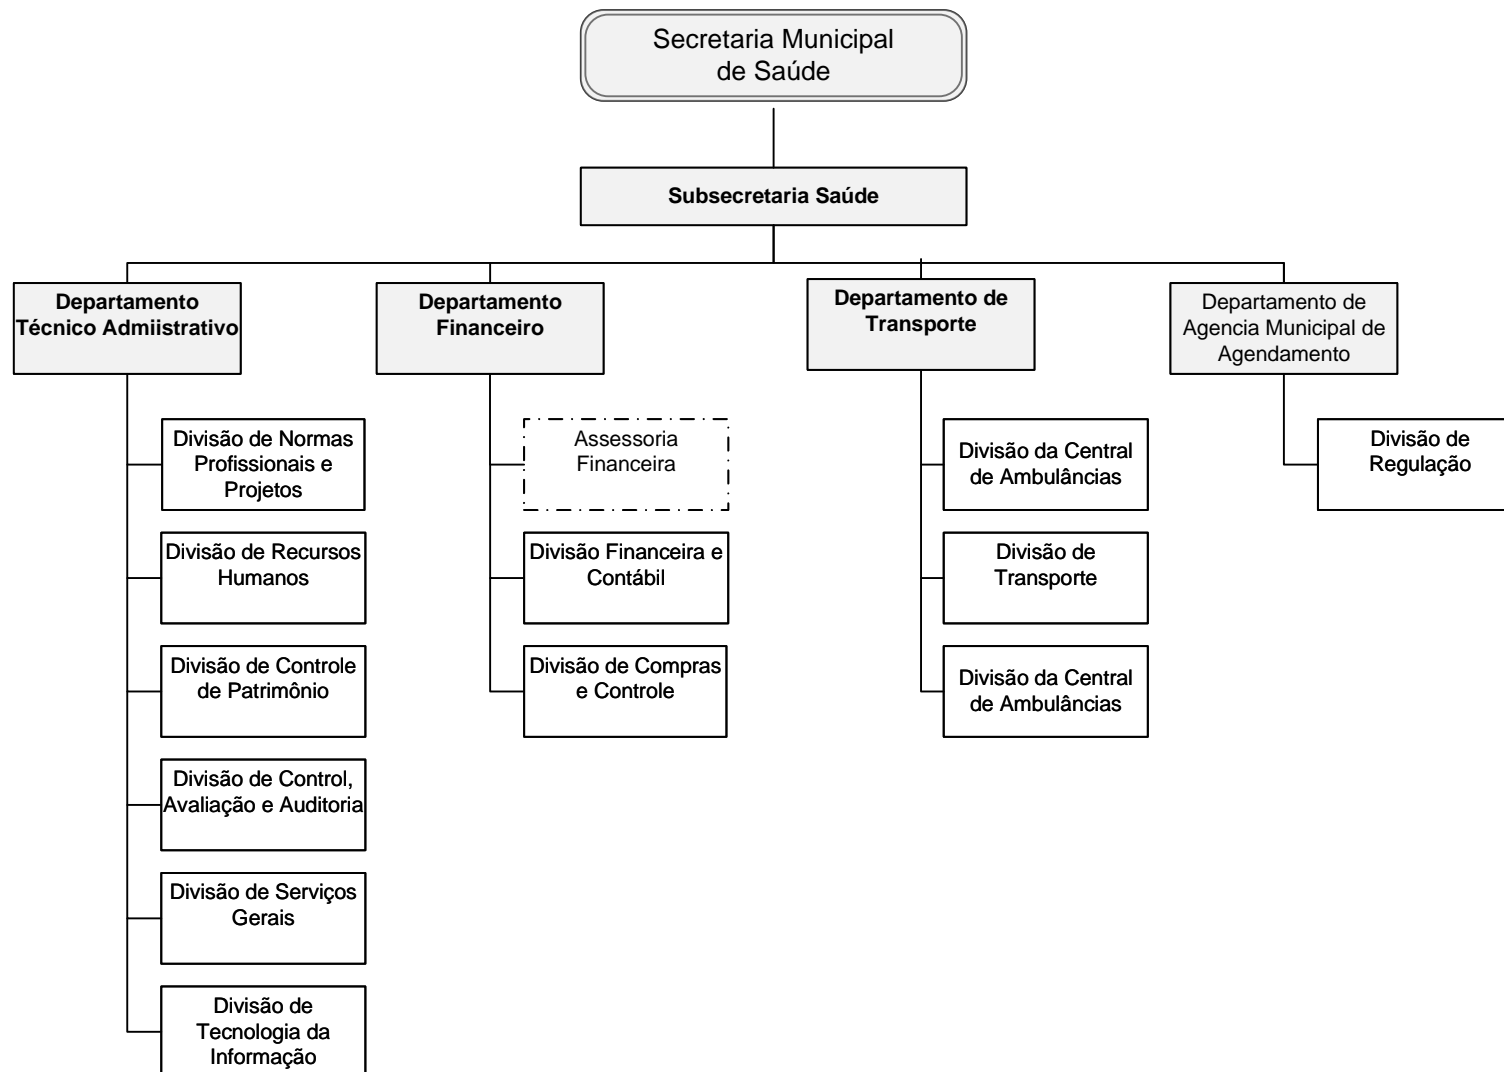 Secretaria Municipal
de Saúde
Subsecretaria Saúde
Departamento
Técnico Admiistrativo
Departamento
Financeiro
Departamento de
Transporte
Departamento de
Agencia Municipal de
Agendamento
Divisão de Normas
Profissionais e
Projetos
Divisão de Recursos
Humanos
Divisão de Controle
de Patrimônio
Divisão de Control,
Avaliação e Auditoria
Divisão de Serviços
Gerais
Divisão de
Tecnologia da
Informação
Assessoria
Financeira
Divisão Financeira e
Contábil
Divisão de Compras
e Controle
Divisão da Central
de Ambulâncias
Divisão de
Transporte
Divisão da Central
de Ambulâncias
Divisão de
Regulação